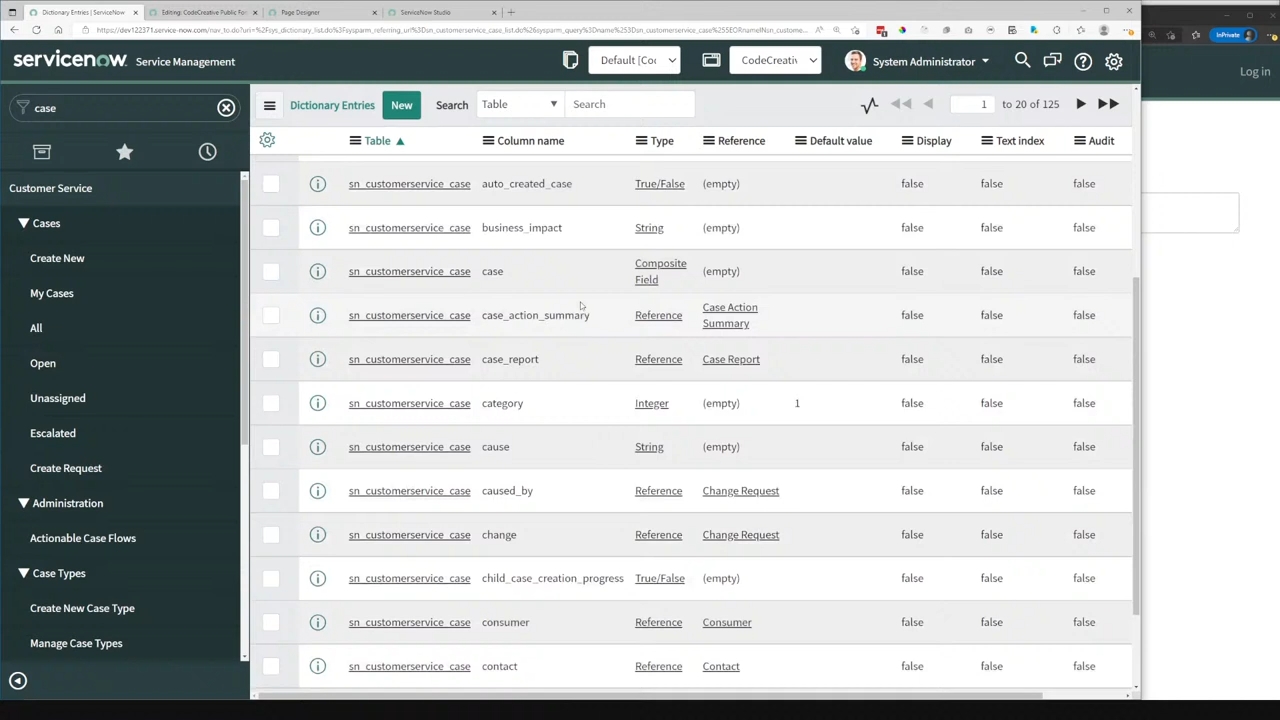 Dictionary Entries | ServiceNow
Editing: CodeCreative Public For
Page Designer
ServiceNow Studio
InPrivate
servicenow Service Management
Default [Coc
CodeCreativ
System Administrator
Log in
case
Dictionary Entries
New
Search
Table
Search
1
to 20 of 125
Table
Column name
Type
Reference
Default value
Display
Text index
Audit
Customer Service
Cases
Create New
My Cases
All
Open
Unassigned
Escalated
Create Request
Administration
Actionable Case Flows
Case Types
Create New Case Type
Manage Case Types
sn_customerservice_case auto_created_case True/False (empty) false false false
sn_customerservice_case business_impact String (empty) false false false
sn_customerservice_case case Composite Field (empty) false false false
sn_customerservice_case case_action_summary Reference Case Action Summary false false false
sn_customerservice_case case_report Reference Case Report false false false
sn_customerservice_case category Integer (empty) 1 false false false
sn_customerservice_case cause String (empty) false false false
sn_customerservice_case caused_by Reference Change Request false false false
sn_customerservice_case change Reference Change Request false false false
sn_customerservice_case child_case_creation_progress True/False (empty) false false false
sn_customerservice_case consumer Reference Consumer false false false
sn_customerservice_case contact Reference Contact false false false